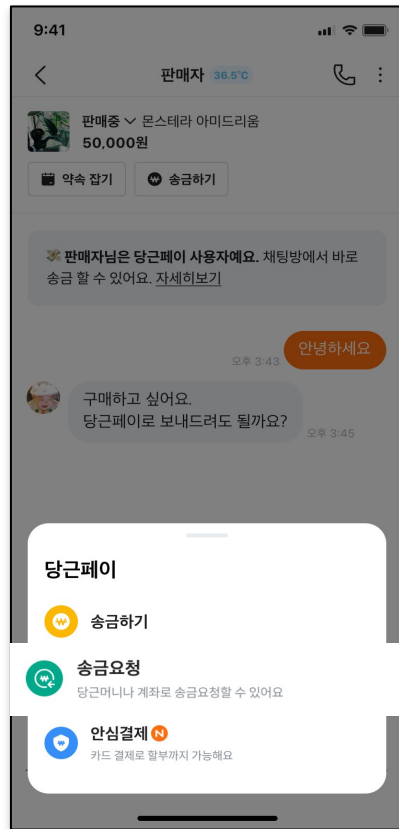 9:41
판매자 36.5°C
판매중 몬스테라 아미드리움
50,000원
약속 잡기 송금하기
판매자님은 당근페이 사용자예요. 채팅방에서 바로
송금 할 수 있어요. 자세히보기
오후 3:43 안녕하세요
구매하고 싶어요.
당근페이로 보내드려도 될까요?
오후 3:45
당근페이
송금하기
송금요청
당근머니나 계좌로 송금요청할 수 있어요
안심결제 N
카드 결제로 할부까지 가능해요